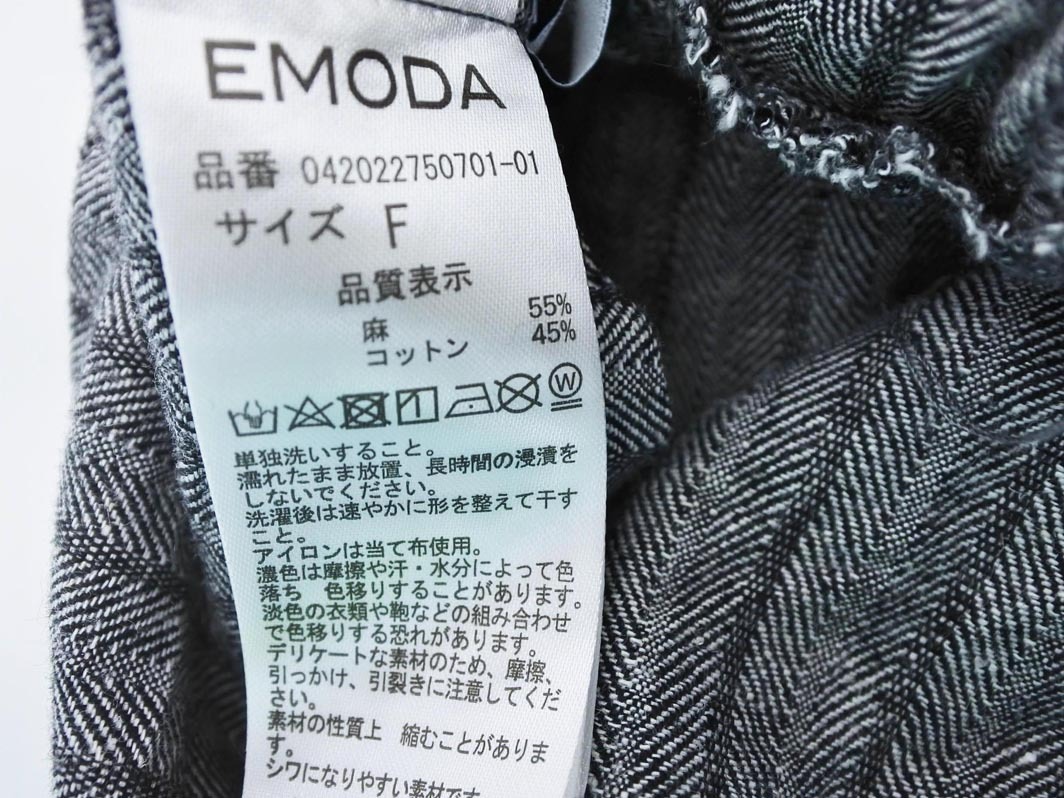 EMODA
品番 042022750701-01
サイズ F
品質表示
麻 55%
コットン 45%
W
単独洗いすること。
濡れたまま放置、長時間の浸漬を
しないでください。
洗濯後は速やかに形を整えて干す
こと。
アイロンは当て布使用。
濃色は摩擦や汗・水分によって色
落ち 色移りすることがあります。
淡色の衣類や鞄などの組み合わせ
で色移りする恐れがあります。
デリケートな素材のため、摩擦、
引っかけ、引裂きに注意してくだ
さい。
素材の性質上 縮むことがありま
す。
シワになりやすい素材です